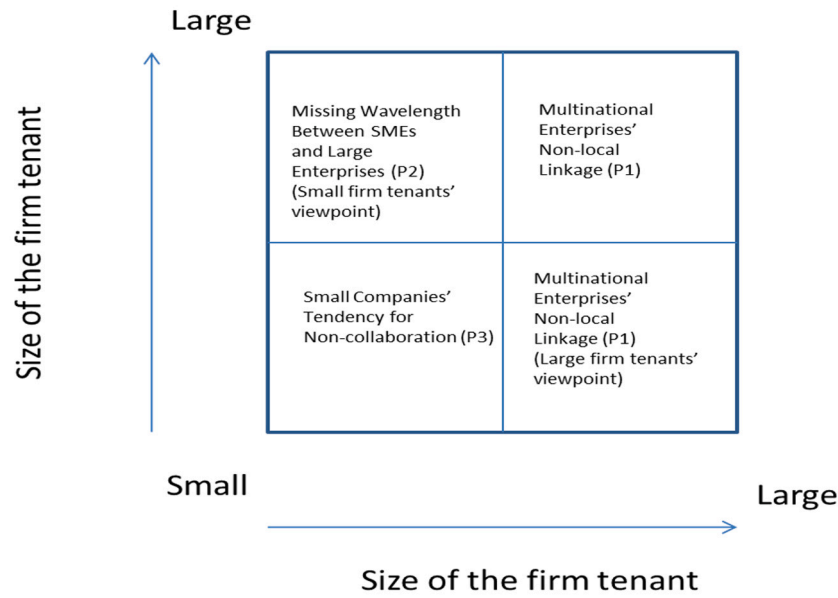 Large
Size of the firm tenant
Missing Wavelength
Between SMEs
and Large
Enterprises (P2)
(Small firm tenants’
viewpoint)
Multinational
Enterprises’
Non-local
Linkage (P1)
Small Companies’
Tendency for
Non-collaboration (P3)
Multinational
Enterprises’
Non-local
Linkage (P1)
(Large firm tenants’
viewpoint)
Small
Large
Size of the firm tenant